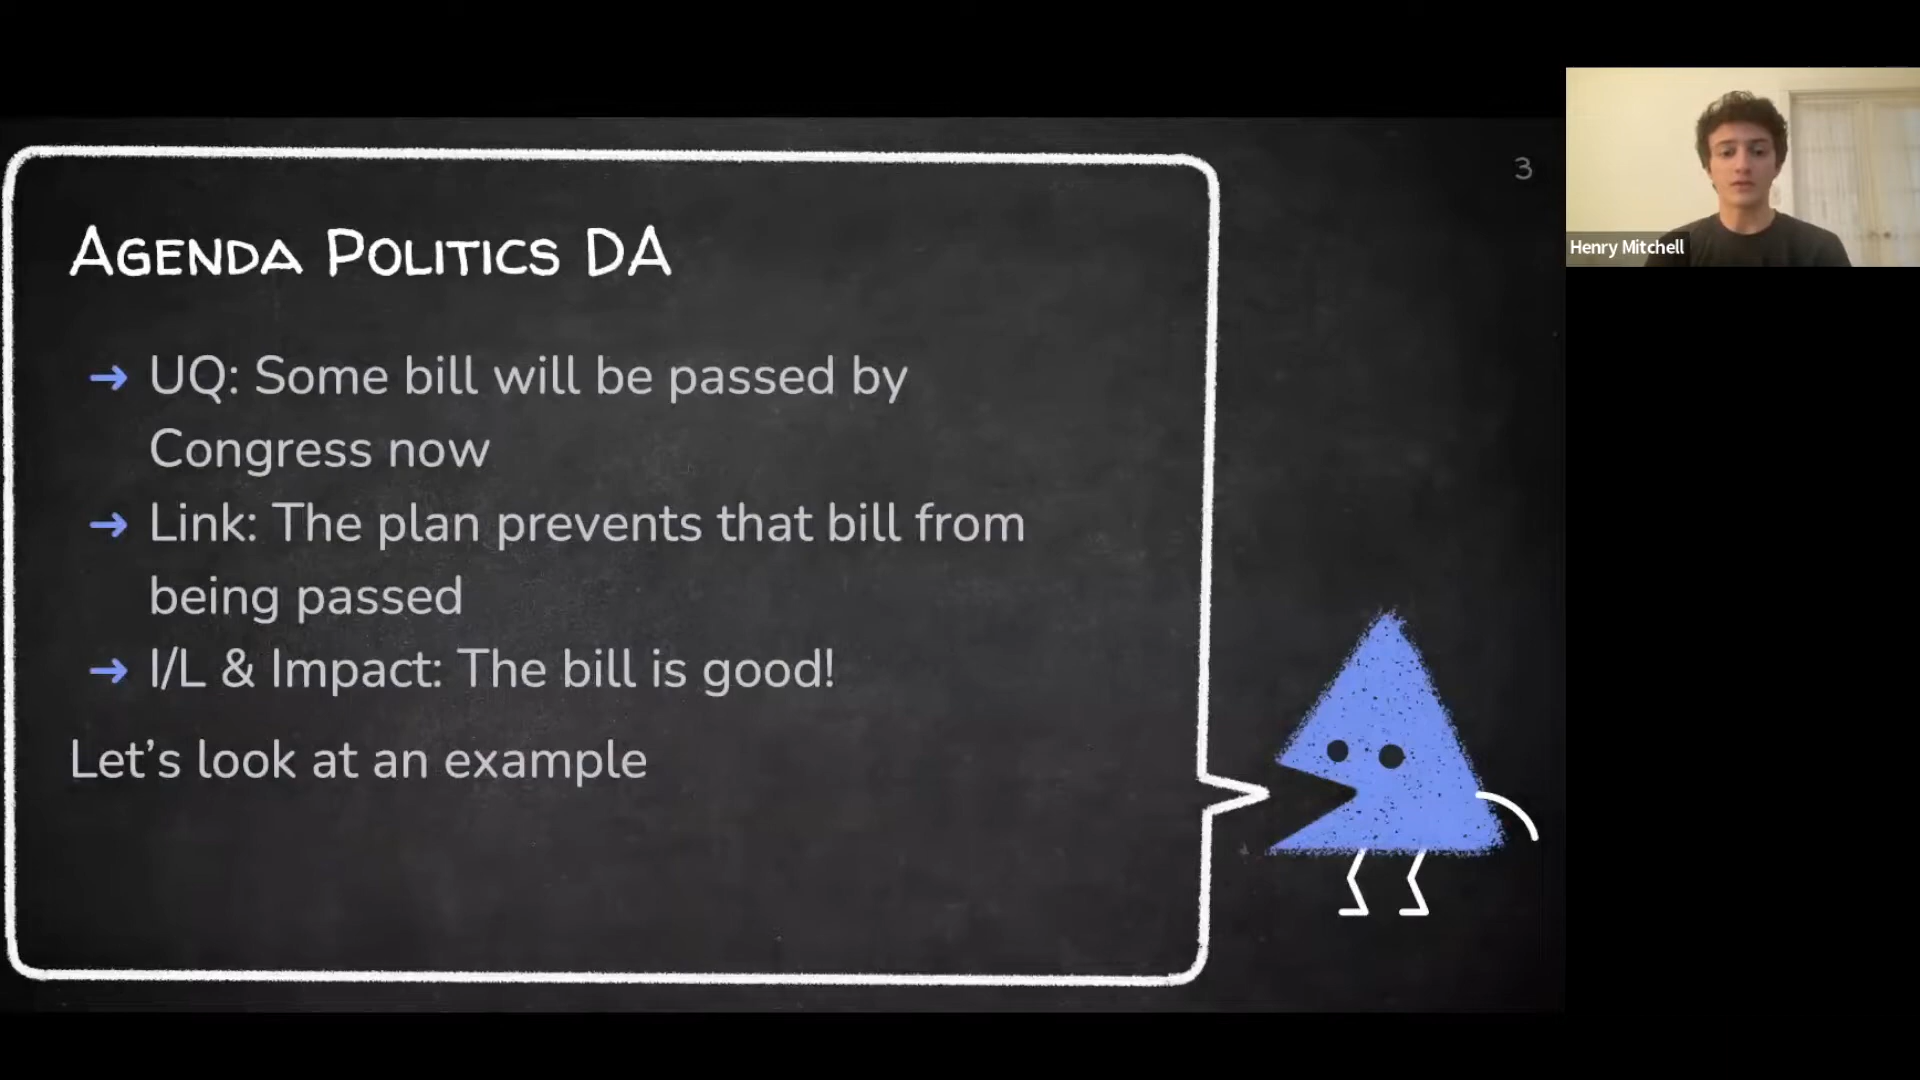 3
AGENDA POLITICS DA
→ UQ: Some bill will be passed by
Congress now
→ Link: The plan prevents that bill from
being passed
→ I/L & Impact: The bill is good!
Let’s look at an example
Henry Mitchell